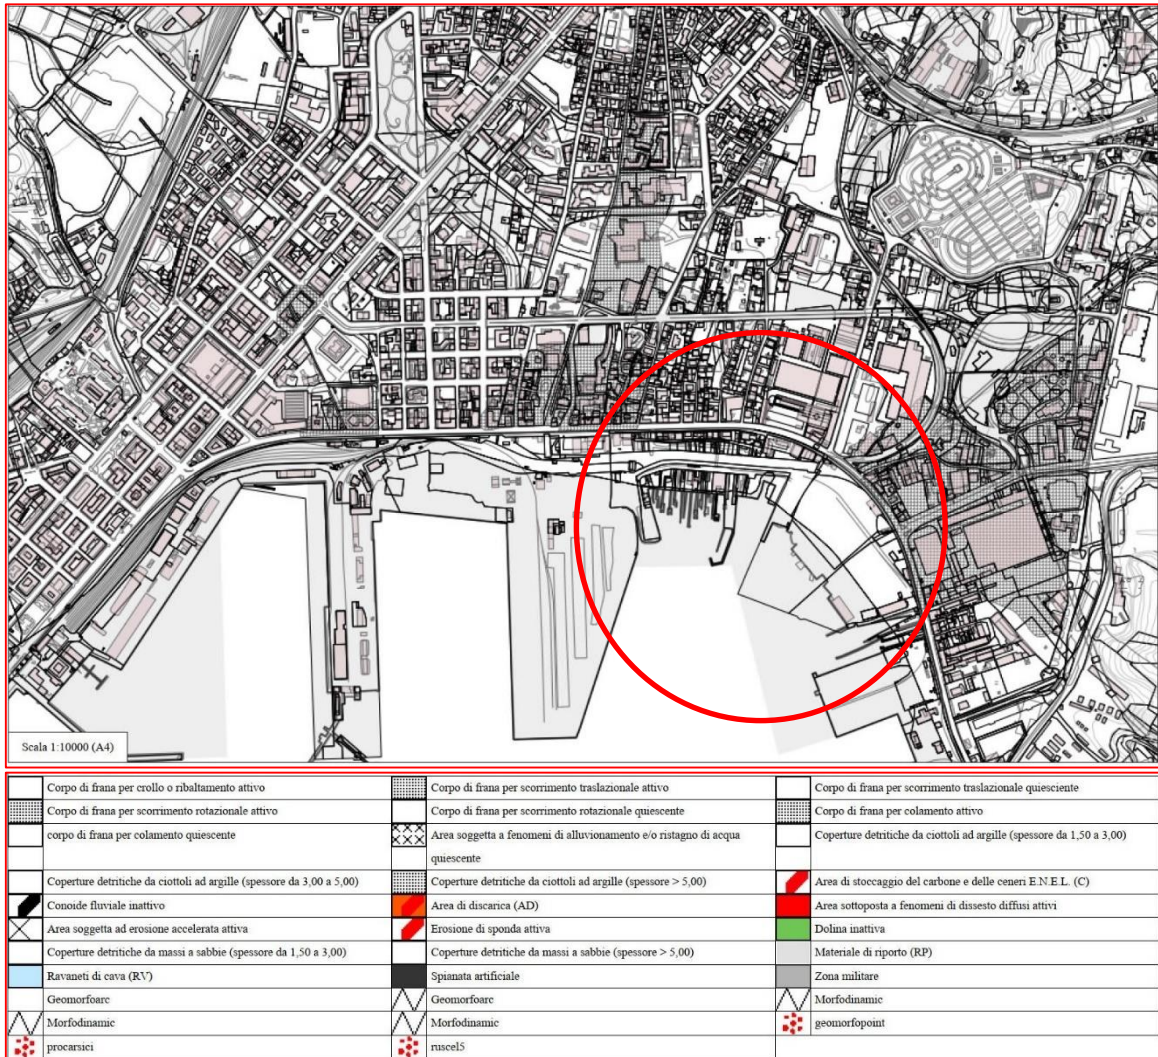 Scala 1:10000 (A4)
Corpo di frana per crollo o ribaltamento attivo
Corpo di frana per scorrimento traslazionale attivo
Corpo di frana per scorrimento traslazionale quiesciente
Corpo di frana per scorrimento rotazionale attivo
Corpo di frana per scorrimento rotazionale quiescente
Corpo di frana per colamento attivo
corpo di frana per colamento quiescente
Area soggetta a fenomeni di alluvionamento e/o ristagno di acqua
quiescente
Coperture detritiche da ciottoli ad argille (spessore da 1,50 a 3,00)
Coperture detritiche da ciottoli ad argille (spessore da 3,00 a 5,00)
Coperture detritiche da ciottoli ad argille (spessore > 5,00)
Area di stoccaggio del carbone e delle ceneri E.N.E.L. (C)
Conoide fluviale inattivo
Area di discarica (AD)
Area sottoposta a fenomeni di dissesto diffusi attivi
Area soggetta ad erosione accelerata attiva
Erosione di sponda attiva
Dolina inattiva
Coperture detritiche da massi a sabbie (spessore da 1,50 a 3,00)
Coperture detritiche da massi a sabbie (spessore > 5,00)
Materiale di riporto (RP)
Ravaneti di cava (RV)
Spianata artificiale
Zona militare
Geomorfoarc
Geomorfoarc
Morfodinamic
Morfodinamic
Morfodinamic
geomorfopoint
procarsici
ruscel5